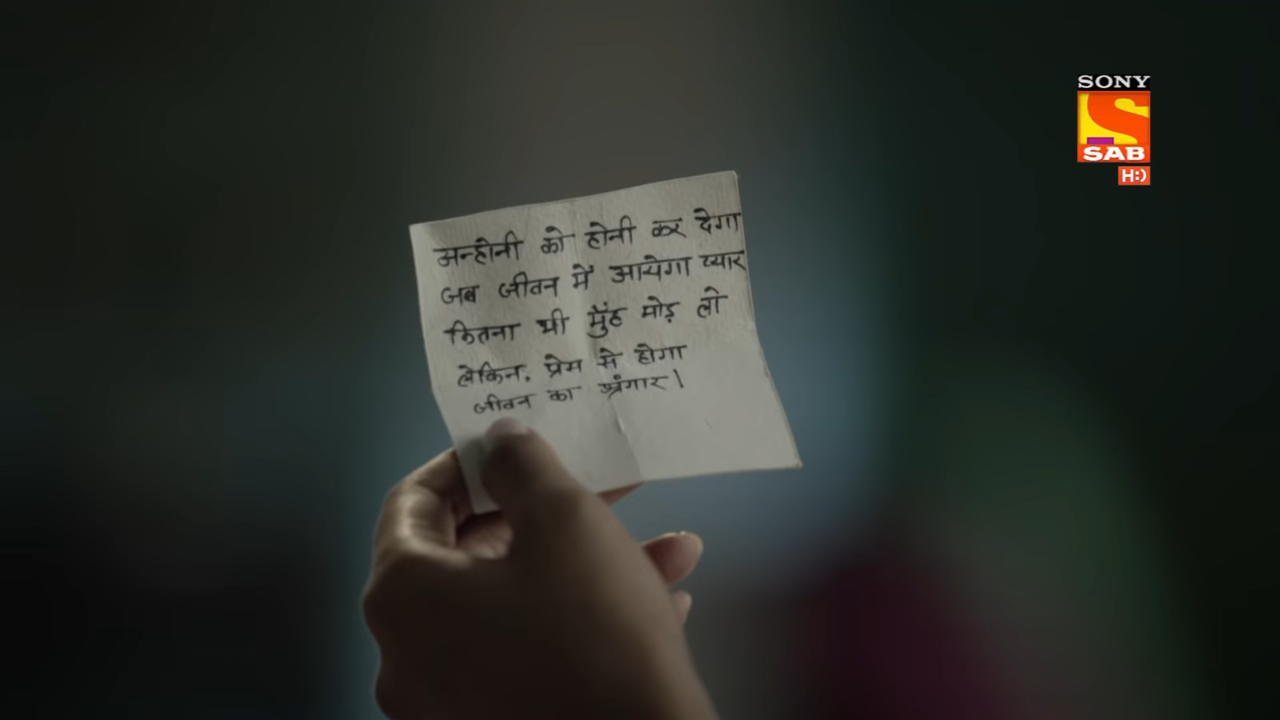 SONY
SAB
HD
अन्होनी को होनी कर देगा
जब जीवन में आयेगा प्यार
कितना भी मुँह मोड़ लो
लेकिन. प्रेम से होगा
जीवन का श्रंगार।